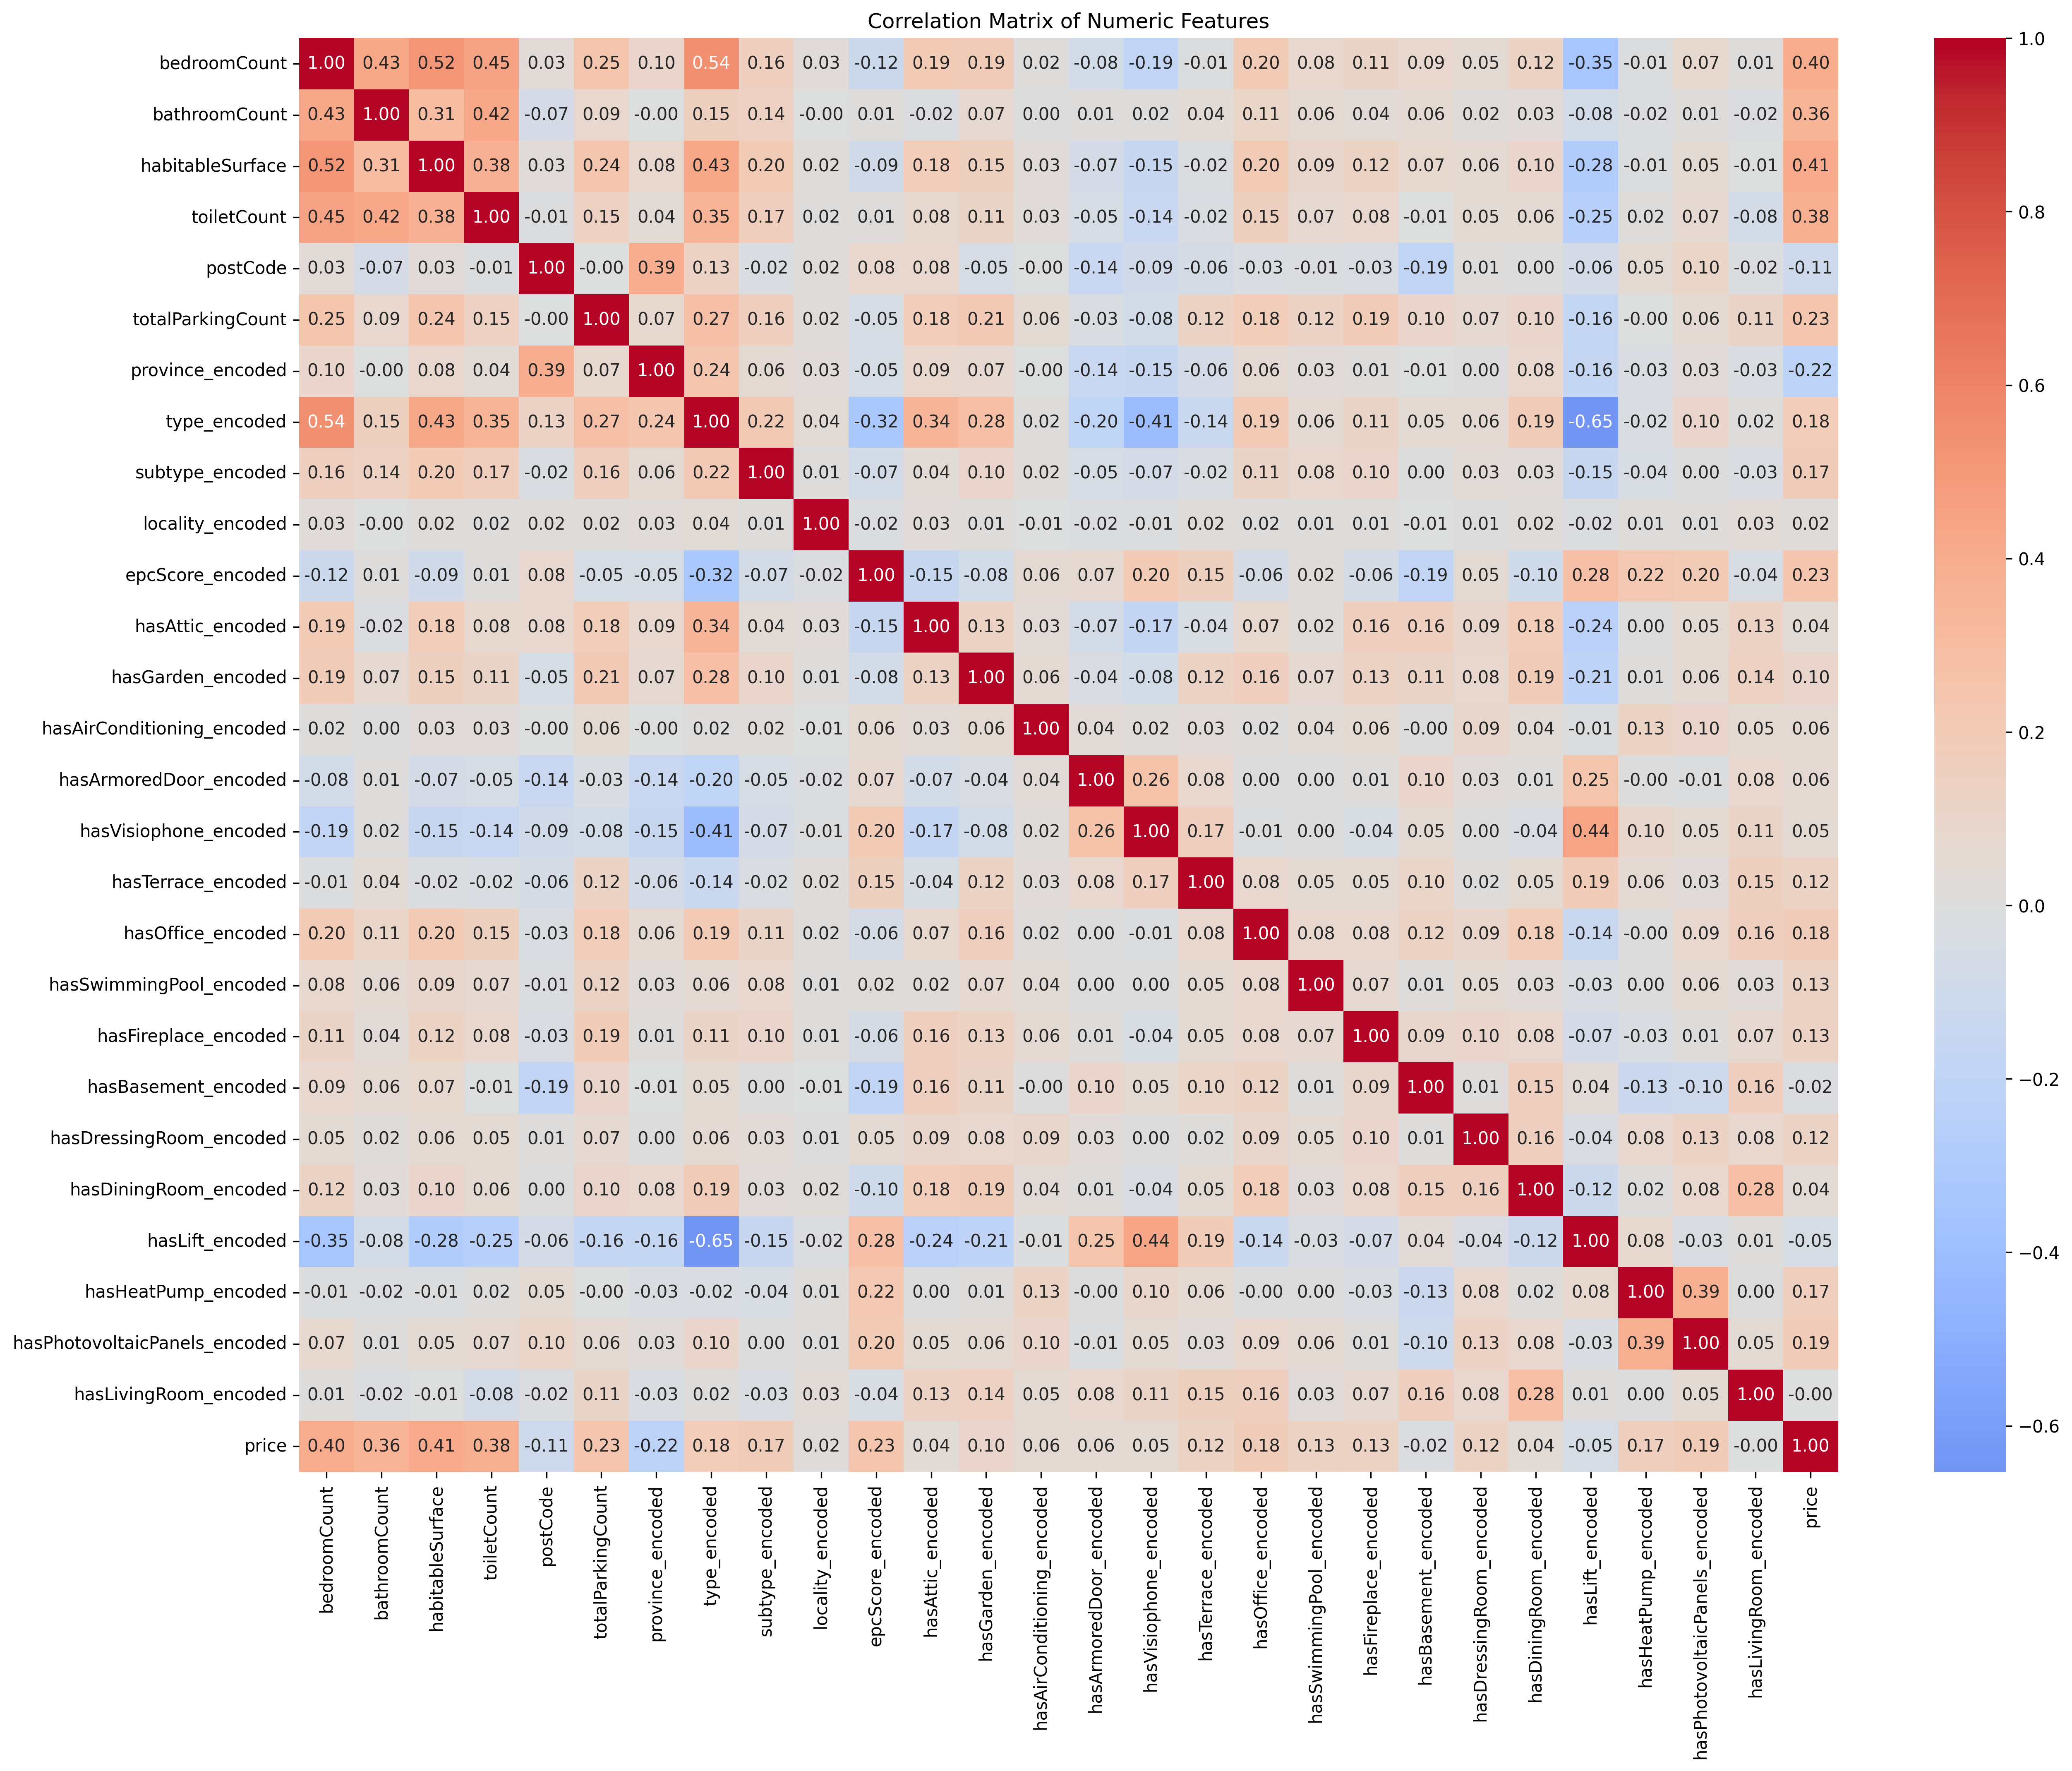 Correlation Matrix of Numeric Features
bedroomCount 1.00 0.43 0.52 0.45 0.03 0.25 0.10 0.54 0.16 0.03 -0.12 0.19 0.19 0.02 -0.08 -0.19 -0.01 0.20 0.08 0.11 0.09 0.05 0.12 -0.35 -0.01 0.07 0.01 0.40
bathroomCount 0.43 1.00 0.31 0.42 -0.07 0.09 -0.00 0.15 0.14 -0.00 0.01 -0.02 0.07 0.00 0.01 0.02 0.04 0.11 0.06 0.04 0.06 0.02 0.03 -0.08 -0.02 0.01 -0.02 0.36
habitableSurface 0.52 0.31 1.00 0.38 0.03 0.24 0.08 0.43 0.20 0.02 -0.09 0.18 0.15 0.03 -0.07 -0.15 -0.02 0.20 0.09 0.12 0.07 0.06 0.10 -0.28 -0.01 0.05 -0.01 0.41
toiletCount 0.45 0.42 0.38 1.00 -0.01 0.15 0.04 0.35 0.17 0.02 0.01 0.08 0.11 0.03 -0.05 -0.14 -0.02 0.15 0.07 0.08 -0.01 0.05 0.06 -0.25 0.02 0.07 -0.08 0.38
postCode 0.03 -0.07 0.03 -0.01 1.00 -0.00 0.39 0.13 -0.02 0.02 0.08 0.08 -0.05 -0.00 -0.14 -0.09 -0.06 -0.03 -0.01 -0.03 -0.19 0.01 0.00 -0.06 0.05 0.10 -0.02 -0.11
totalParkingCount 0.25 0.09 0.24 0.15 -0.00 1.00 0.07 0.27 0.16 0.02 -0.05 0.18 0.21 0.06 -0.03 -0.08 0.12 0.18 0.12 0.19 0.10 0.07 0.10 -0.16 -0.00 0.06 0.11 0.23
province_encoded 0.10 -0.00 0.08 0.04 0.39 0.07 1.00 0.24 0.06 0.03 -0.05 0.09 0.07 -0.00 -0.14 -0.15 -0.06 0.06 0.03 0.01 -0.01 0.00 0.08 -0.16 -0.03 0.03 -0.03 -0.22
type_encoded 0.54 0.15 0.43 0.35 0.13 0.27 0.24 1.00 0.22 0.04 -0.32 0.34 0.28 0.02 -0.20 -0.41 -0.14 0.19 0.06 0.11 0.05 0.06 0.19 -0.65 -0.02 0.10 0.02 0.18
subtype_encoded 0.16 0.14 0.20 0.17 -0.02 0.16 0.06 0.22 1.00 0.01 -0.07 0.04 0.10 0.02 -0.05 -0.07 -0.02 0.11 0.08 0.10 0.00 0.03 0.03 -0.15 -0.04 0.00 -0.03 0.17
locality_encoded 0.03 -0.00 0.02 0.02 0.02 0.02 0.03 0.04 0.01 1.00 -0.02 0.03 0.01 -0.01 -0.02 -0.01 0.02 0.02 0.01 0.01 -0.01 0.01 0.02 -0.02 0.01 0.01 0.03 0.02
epcScore_encoded -0.12 0.01 -0.09 0.01 0.08 -0.05 -0.05 -0.32 -0.07 -0.02 1.00 -0.15 -0.08 0.06 0.07 0.20 0.15 -0.06 0.02 -0.06 -0.19 0.05 -0.10 0.28 0.22 0.20 -0.04 0.23
hasAttic_encoded 0.19 -0.02 0.18 0.08 0.08 0.18 0.09 0.34 0.04 0.03 -0.15 1.00 0.13 0.03 -0.07 -0.17 -0.04 0.07 0.02 0.16 0.16 0.09 0.18 -0.24 0.00 0.05 0.13 0.04
hasGarden_encoded 0.19 0.07 0.15 0.11 -0.05 0.21 0.07 0.28 0.10 0.01 -0.08 0.13 1.00 0.06 -0.04 -0.08 0.12 0.16 0.07 0.13 0.11 0.08 0.19 -0.21 0.01 0.06 0.14 0.10
hasAirConditioning_encoded 0.02 0.00 0.03 0.03 -0.00 0.06 -0.00 0.02 0.02 -0.01 0.06 0.03 0.06 1.00 0.04 0.02 0.03 0.02 0.04 0.06 -0.00 0.09 0.04 -0.01 0.13 0.10 0.05 0.06
hasArmoredDoor_encoded -0.08 0.01 -0.07 -0.05 -0.14 -0.03 -0.14 -0.20 -0.05 -0.02 0.07 -0.07 -0.04 0.04 1.00 0.26 0.08 0.00 0.00 0.01 0.10 0.03 0.01 0.25 -0.00 -0.01 0.08 0.06
hasVisiophone_encoded -0.19 0.02 -0.15 -0.14 -0.09 -0.08 -0.15 -0.41 -0.07 -0.01 0.20 -0.17 -0.08 0.02 0.26 1.00 0.17 -0.01 0.00 -0.04 0.05 0.00 -0.04 0.44 0.10 0.05 0.11 0.05
hasTerrace_encoded -0.01 0.04 -0.02 -0.02 -0.06 0.12 -0.06 -0.14 -0.02 0.02 0.15 -0.04 0.12 0.03 0.08 0.17 1.00 0.08 0.05 0.05 0.10 0.02 0.05 0.19 0.06 0.03 0.15 0.12
hasOffice_encoded 0.20 0.11 0.20 0.15 -0.03 0.18 0.06 0.19 0.11 0.02 -0.06 0.07 0.16 0.02 0.00 -0.01 0.08 1.00 0.08 0.08 0.12 0.09 0.18 -0.14 -0.00 0.09 0.16 0.18
hasSwimmingPool_encoded 0.08 0.06 0.09 0.07 -0.01 0.12 0.03 0.06 0.08 0.01 0.02 0.02 0.07 0.04 0.00 0.00 0.05 0.08 1.00 0.07 0.01 0.05 0.03 -0.03 0.00 0.06 0.03 0.13
hasFireplace_encoded 0.11 0.04 0.12 0.08 -0.03 0.19 0.01 0.11 0.10 0.01 -0.06 0.16 0.13 0.06 0.01 -0.04 0.05 0.08 0.07 1.00 0.09 0.10 0.08 -0.07 -0.03 0.01 0.07 0.13
hasBasement_encoded 0.09 0.06 0.07 -0.01 -0.19 0.10 -0.01 0.05 0.00 -0.01 -0.19 0.16 0.11 -0.00 0.10 0.05 0.10 0.12 0.01 0.09 1.00 0.01 0.15 0.04 -0.13 -0.10 0.16 -0.02
hasDressingRoom_encoded 0.05 0.02 0.06 0.05 0.01 0.07 0.00 0.06 0.03 0.01 0.05 0.09 0.08 0.09 0.03 0.00 0.02 0.09 0.05 0.10 0.01 1.00 0.16 -0.04 0.08 0.13 0.08 0.12
hasDiningRoom_encoded 0.12 0.03 0.10 0.06 0.00 0.10 0.08 0.19 0.03 0.02 -0.10 0.18 0.19 0.04 0.01 -0.04 0.05 0.18 0.03 0.08 0.15 0.16 1.00 -0.12 0.02 0.08 0.28 0.04
hasLift_encoded -0.35 -0.08 -0.28 -0.25 -0.06 -0.16 -0.16 -0.65 -0.15 -0.02 0.28 -0.24 -0.21 -0.01 0.25 0.44 0.19 -0.14 -0.03 -0.07 0.04 -0.04 -0.12 1.00 0.08 -0.03 0.01 -0.05
hasHeatPump_encoded -0.01 -0.02 -0.01 0.02 0.05 -0.00 -0.03 -0.02 -0.04 0.01 0.22 0.00 0.01 0.13 -0.00 0.10 0.06 -0.00 0.00 -0.03 -0.13 0.08 0.02 0.08 1.00 0.39 0.00 0.17
hasPhotovoltaicPanels_encoded 0.07 0.01 0.05 0.07 0.10 0.06 0.03 0.10 0.00 0.01 0.20 0.05 0.06 0.10 -0.01 0.05 0.03 0.09 0.06 0.01 -0.10 0.13 0.08 -0.03 0.39 1.00 0.05 0.19
hasLivingRoom_encoded 0.01 -0.02 -0.01 -0.08 -0.02 0.11 -0.03 0.02 -0.03 0.03 -0.04 0.13 0.14 0.05 0.08 0.11 0.15 0.16 0.03 0.07 0.16 0.08 0.28 0.01 0.00 0.05 1.00 -0.00
price 0.40 0.36 0.41 0.38 -0.11 0.23 -0.22 0.18 0.17 0.02 0.23 0.04 0.10 0.06 0.06 0.05 0.12 0.18 0.13 0.13 -0.02 0.12 0.04 -0.05 0.17 0.19 -0.00 1.00
bedroomCount
bathroomCount
habitableSurface
toiletCount
postCode
totalParkingCount
province_encoded
type_encoded
subtype_encoded
locality_encoded
epcScore_encoded
hasAttic_encoded
hasGarden_encoded
hasAirConditioning_encoded
hasArmoredDoor_encoded
hasVisiophone_encoded
hasTerrace_encoded
hasOffice_encoded
hasSwimmingPool_encoded
hasFireplace_encoded
hasBasement_encoded
hasDressingRoom_encoded
hasDiningRoom_encoded
hasLift_encoded
hasHeatPump_encoded
hasPhotovoltaicPanels_encoded
hasLivingRoom_encoded
price
1.0
0.8
0.6
0.4
0.2
0.0
−0.2
−0.4
−0.6